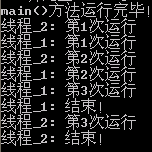 main()方法运行完毕!
线程_2: 第1次运行
线程_1: 第1次运行
线程_2: 第2次运行
线程_1: 第2次运行
线程_1: 第3次运行
线程_1: 结束!
线程_2: 第3次运行
线程_2: 结束!